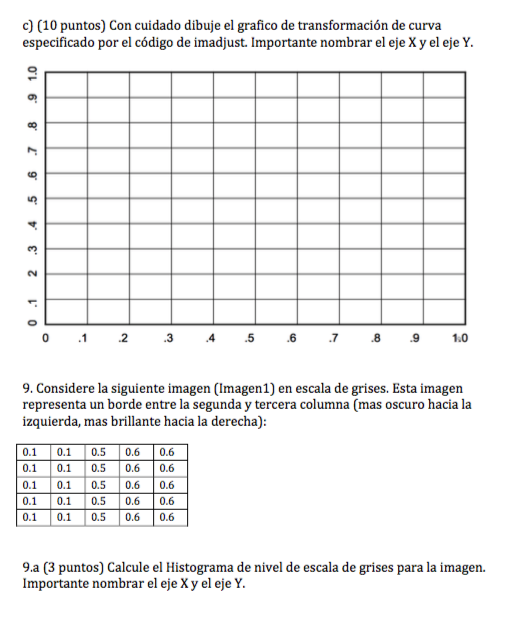 c) (10 puntos) Con cuidado dibuje el grafico de transformación de curva
especificado por el código de imadjust. Importante nombrar el eje X y el eje Y.
1.0
.9
.8
.7
.6
.5
.4
.3
2
.1
0
0 .1 .2 .3 .4 .5 .6 .7 .8 .9 1.0
9. Considere la siguiente imagen (Imagen1) en escala de grises. Esta imagen
representa un borde entre la segunda y tercera columna (mas oscuro hacia la
izquierda, mas brillante hacia la derecha):
0.1 0.1 0.5 0.6 0.6
0.1 0.1 0.5 0.6 0.6
0.1 0.1 0.5 0.6 0.6
0.1 0.1 0.5 0.6 0.6
0.1 0.1 0.5 0.6 0.6
9.a (3 puntos) Calcule el Histograma de nivel de escala de grises para la imagen.
Importante nombrar el eje X y el eje Y.